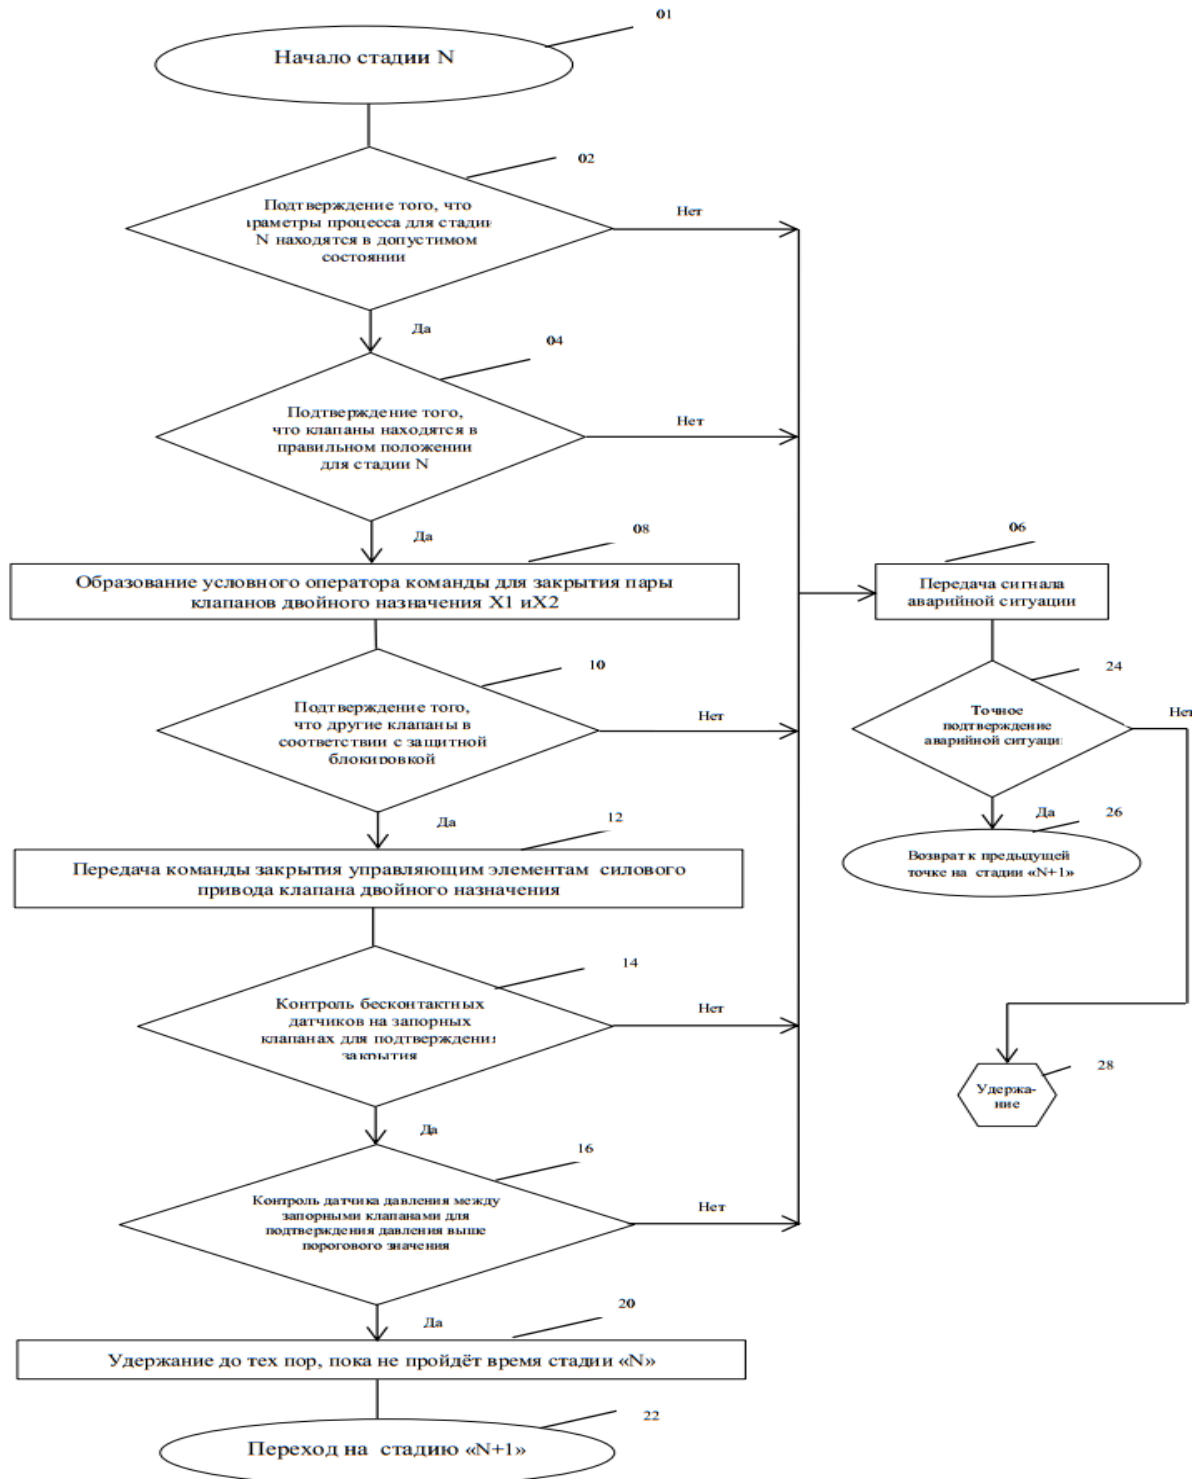 01
Начало стадии N
02
Подтверждение того, что
раметры процесса для стадии
N находятся в допустимом
состоянии
Нет
Да
04
Подтверждение того,
что клапаны находятся в
правильном положении
для стадии N
Нет
Да
08
Образование условного оператора команды для закрытия пары
клапанов двойного назначения X1 иX2
10
Подтверждение того,
что другие клапаны в
соответствии с защитной
блокировкой
Нет
Да
12
Передача команды закрытия управляющим элементам силового
привода клапана двойного назначения
14
Контроль бесконтактных
датчиков на запорных
клапанах для подтверждения
закрытия
Нет
Да
16
Контроль датчика давления между
запорными клапанами для
подтверждения давления выше
порогового значения
Нет
Да
20
Удержание до тех пор, пока не пройдёт время стадии «N»
22
Переход на стадию «N+1»
06
Передача сигнала
аварийной ситуации
24
Точное
подтверждение
аварийной ситуаци
Нет
Да
26
Возврат к предыдущей
точке на стадии «N+1»
28
Удержа-
ние